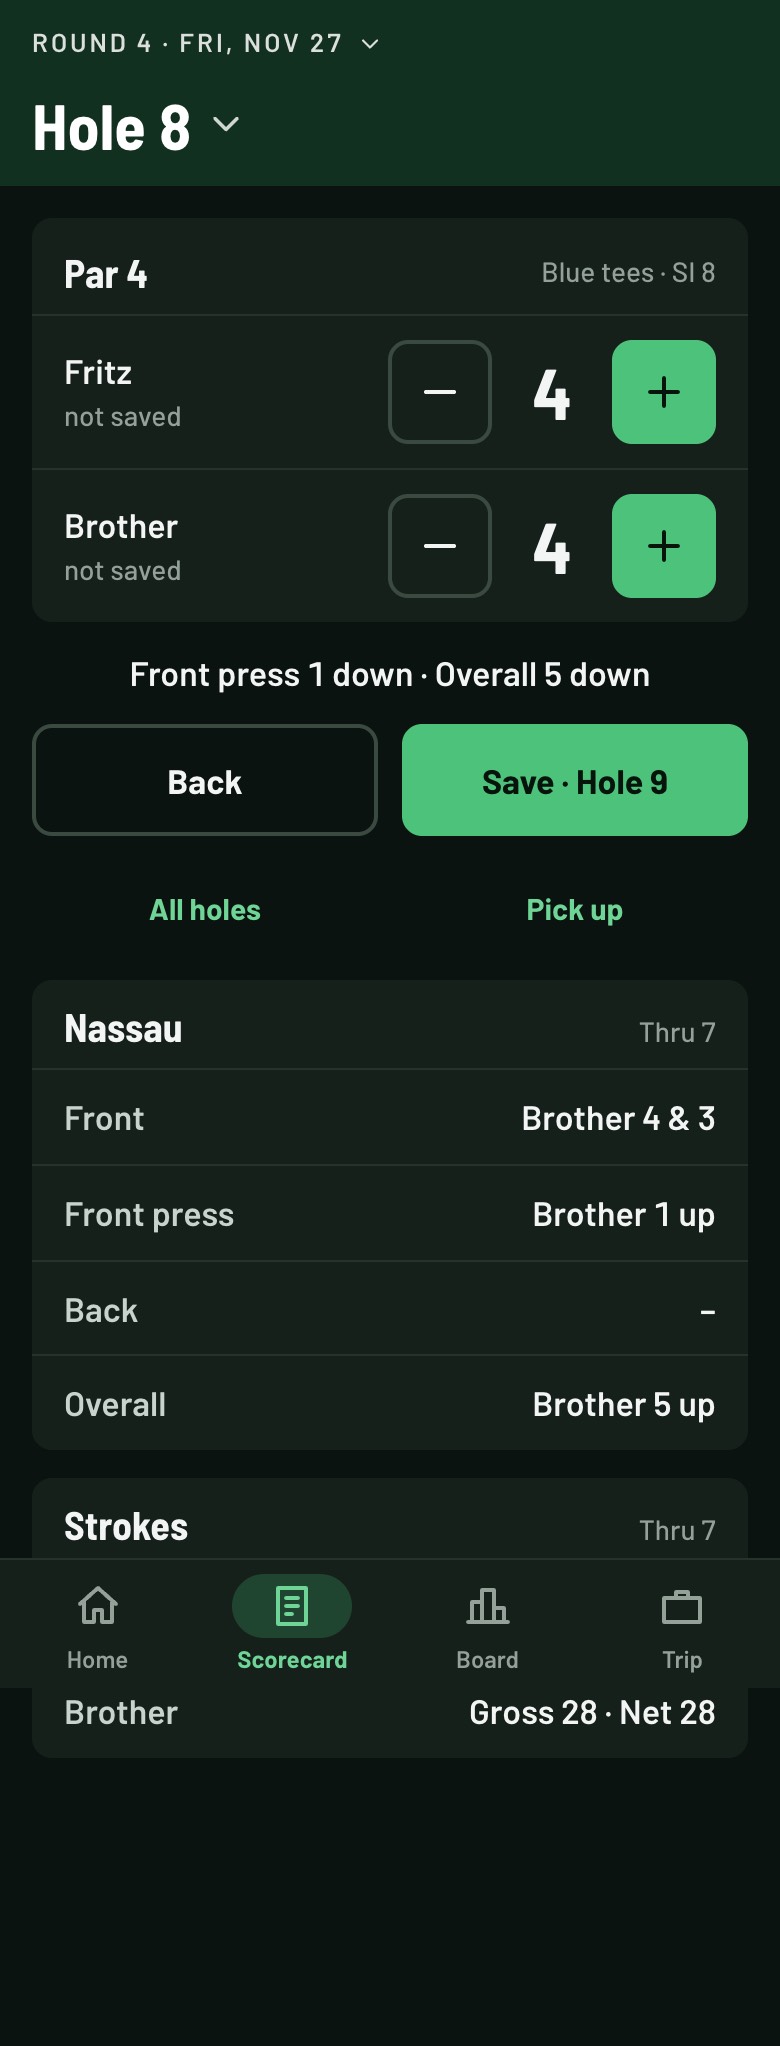 ROUND 4 · FRI, NOV 27
Hole 8
Par 4
Blue tees · SI 8
Fritz
not saved
4
Brother
not saved
4
Front press 1 down · Overall 5 down
Back
Save · Hole 9
All holes
Pick up
Nassau
Thru 7
Front
Brother 4 & 3
Front press
Brother 1 up
Back
–
Overall
Brother 5 up
Strokes
Thru 7
Home
Scorecard
Board
Trip
Brother
Gross 28 · Net 28